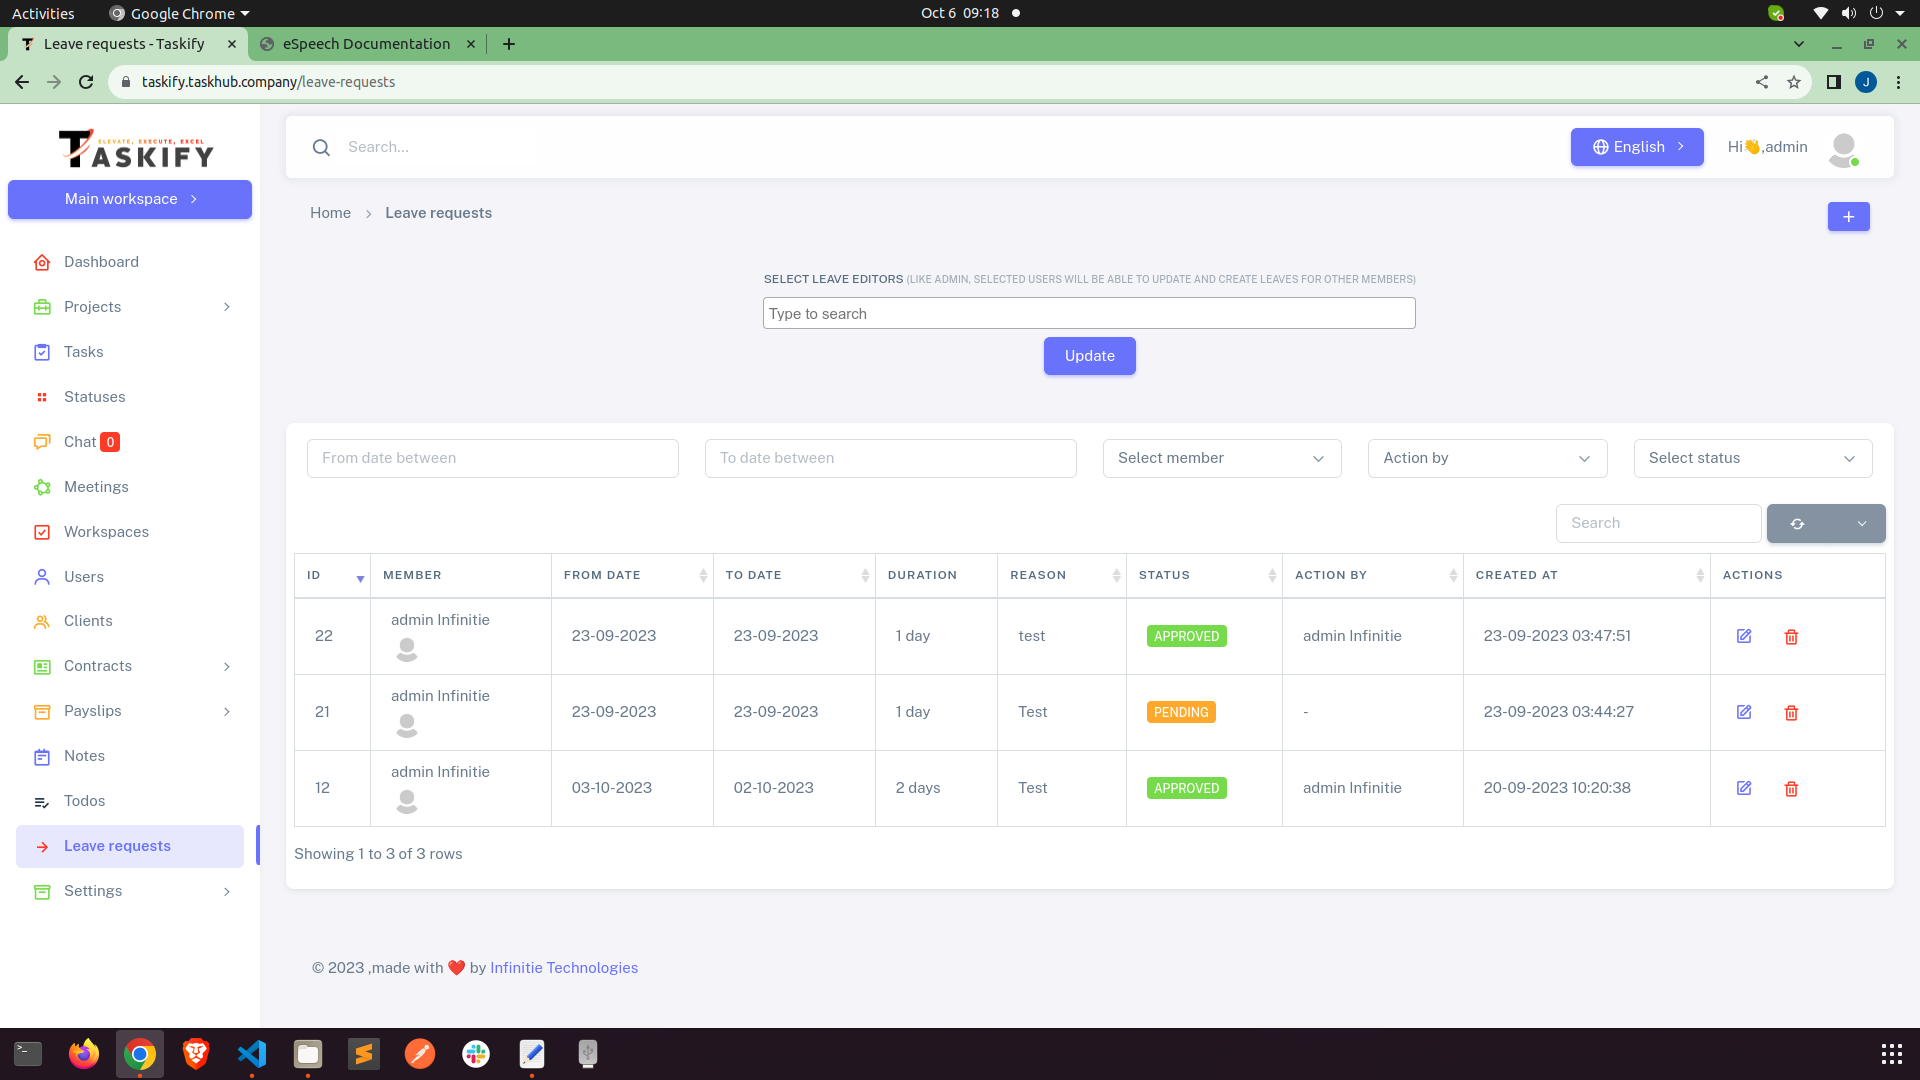 Activities
Google Chrome
Oct 6 09:18
Leave requests - Taskify
eSpeech Documentation
taskify.taskhub.company/leave-requests
J
ELEVATE, EXECUTE, EXCEL
TASKIFY
Search...
English
Hi👋,admin
Main workspace
Home
Leave requests
+
Dashboard
Projects
Tasks
Statuses
Chat 0
Meetings
Workspaces
Users
Clients
Contracts
Payslips
Notes
Todos
Leave requests
Settings
SELECT LEAVE EDITORS (LIKE ADMIN, SELECTED USERS WILL BE ABLE TO UPDATE AND CREATE LEAVES FOR OTHER MEMBERS)
Type to search
Update
From date between
To date between
Select member
Action by
Select status
Search
ID MEMBER FROM DATE TO DATE DURATION REASON STATUS ACTION BY CREATED AT ACTIONS
22 admin Infinitie 23-09-2023 23-09-2023 1 day test APPROVED admin Infinitie 23-09-2023 03:47:51
21 admin Infinitie 23-09-2023 23-09-2023 1 day Test PENDING - 23-09-2023 03:44:27
12 admin Infinitie 03-10-2023 02-10-2023 2 days Test APPROVED admin Infinitie 20-09-2023 10:20:38
Showing 1 to 3 of 3 rows
© 2023 ,made with ❤️ by Infinitie Technologies